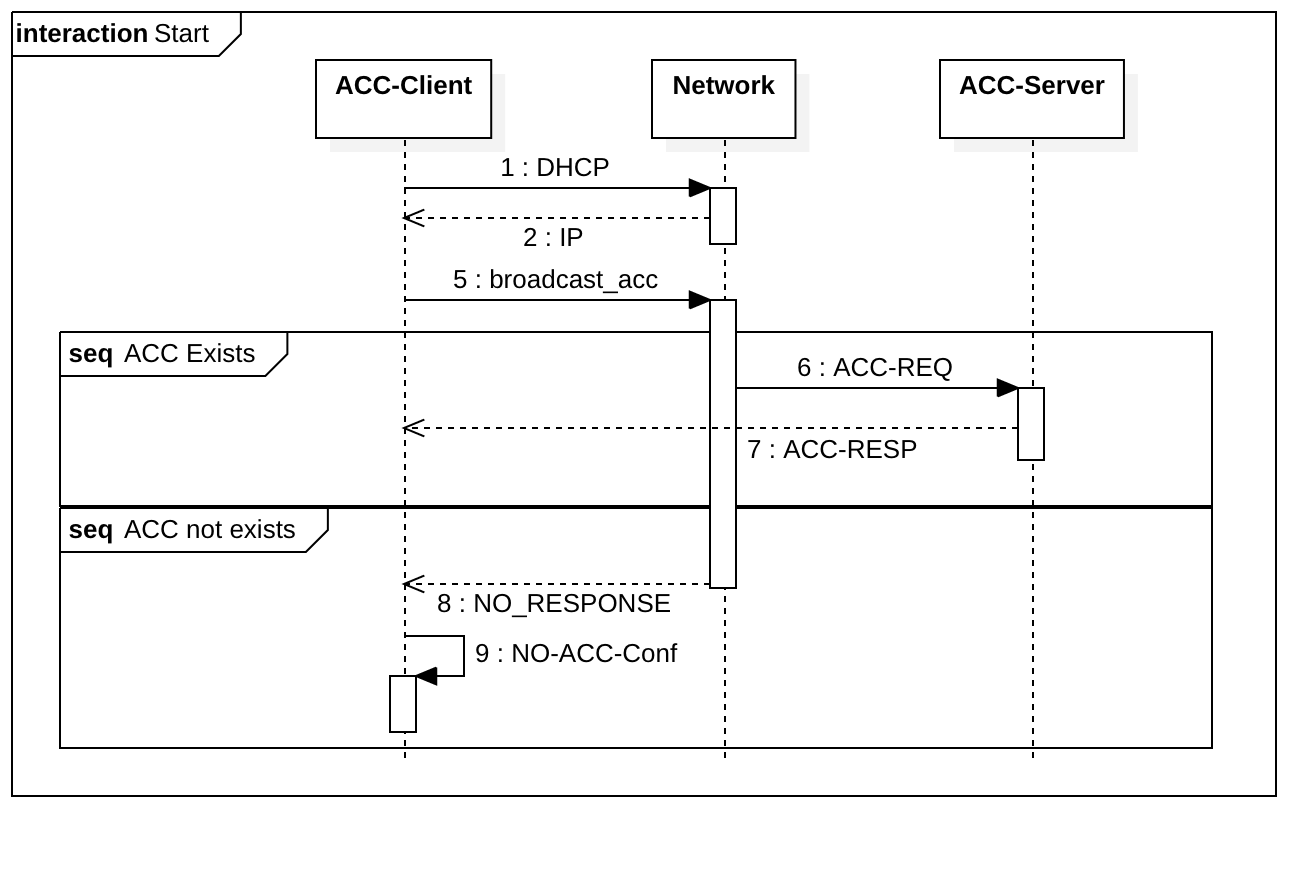 interaction Start
ACC-Client
Network
ACC-Server
1 : DHCP
2 : IP
5 : broadcast_acc
seq ACC Exists
6 : ACC-REQ
7 : ACC-RESP
seq ACC not exists
8 : NO_RESPONSE
9 : NO-ACC-Conf